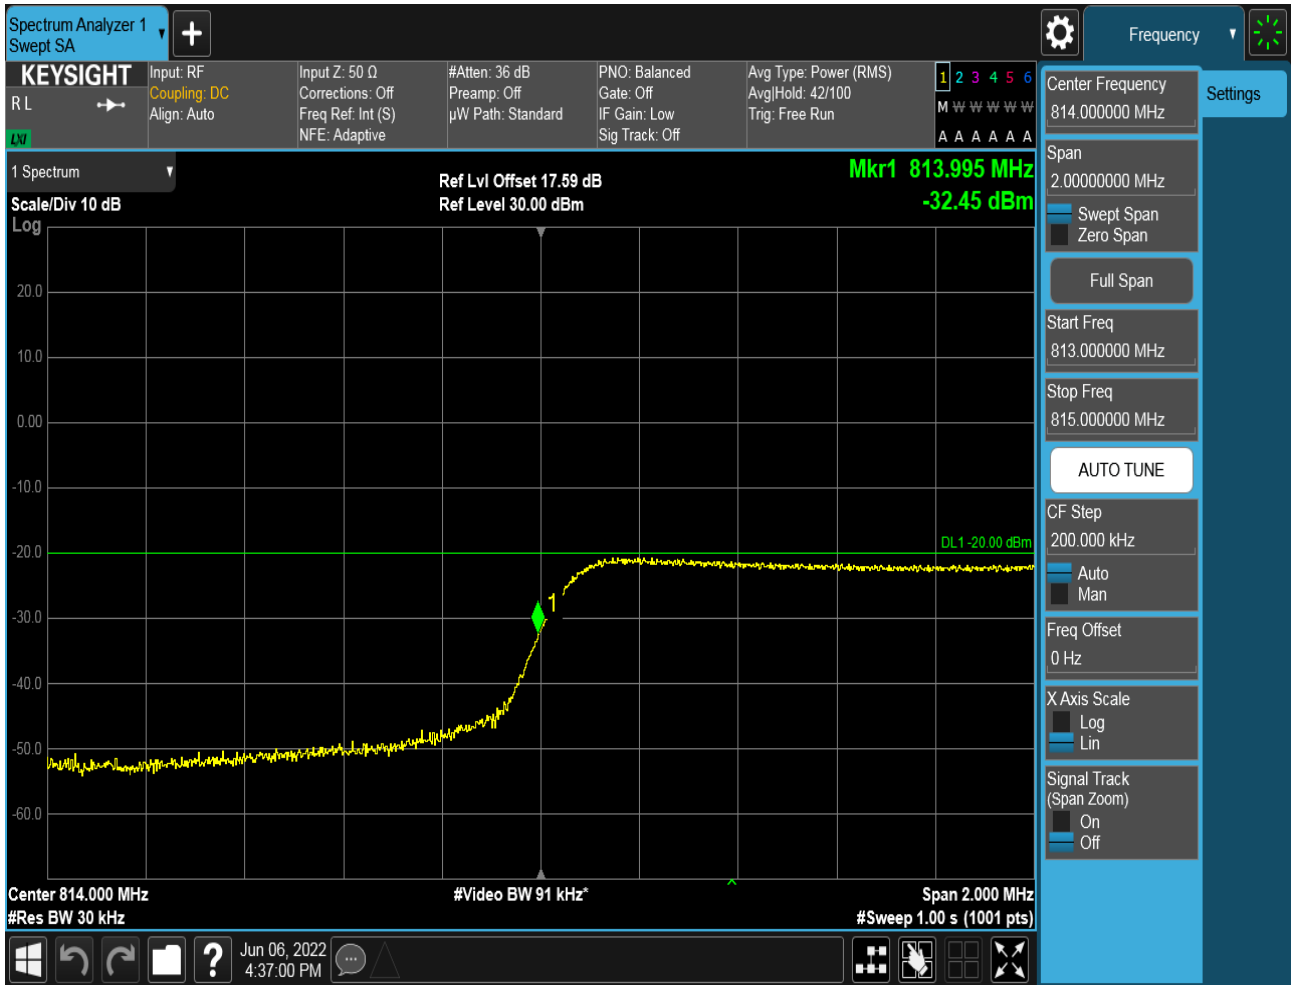 Spectrum Analyzer 1
Swept SA
Frequency
KEYSIGHT
R L
LXI
Input: RF
Coupling: DC
Align: Auto
Input Z: 50 Ω
Corrections: Off
Freq Ref: Int (S)
NFE: Adaptive
#Atten: 36 dB
Preamp: Off
µW Path: Standard
PNO: Balanced
Gate: Off
IF Gain: Low
Sig Track: Off
Avg Type: Power (RMS)
Avg|Hold: 42/100
Trig: Free Run
1 2 3 4 5 6
M W W W W W
A A A A A A
1 Spectrum
Scale/Div 10 dB
Log
Ref Lvl Offset 17.59 dB
Ref Level 30.00 dBm
Mkr1 813.995 MHz
-32.45 dBm
20.0
10.0
0.00
-10.0
-20.0
-30.0
-40.0
-50.0
-60.0
DL1 -20.00 dBm
1
Center 814.000 MHz
#Res BW 30 kHz
#Video BW 91 kHz*
Span 2.000 MHz
#Sweep 1.00 s (1001 pts)
?
Jun 06, 2022
4:37:00 PM
Center Frequency
814.000000 MHz
Span
2.00000000 MHz
Swept Span
Zero Span
Full Span
Start Freq
813.000000 MHz
Stop Freq
815.000000 MHz
AUTO TUNE
CF Step
200.000 kHz
Auto
Man
Freq Offset
0 Hz
X Axis Scale
Log
Lin
Signal Track
(Span Zoom)
On
Off
Settings